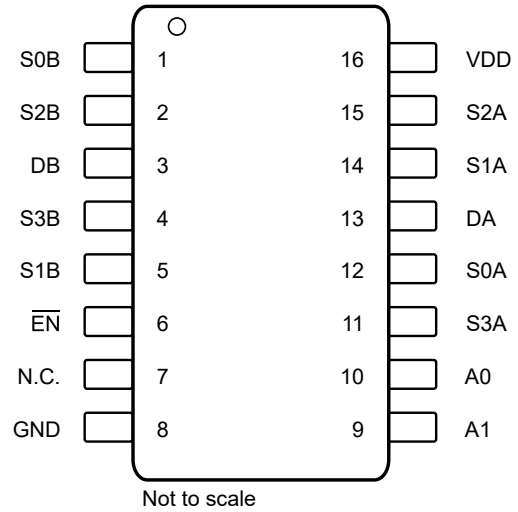 S0B 1 16 VDD
S2B 2 15 S2A
DB 3 14 S1A
S3B 4 13 DA
S1B 5 12 S0A
EN 6 11 S3A
N.C. 7 10 A0
GND 8 9 A1
Not to scale